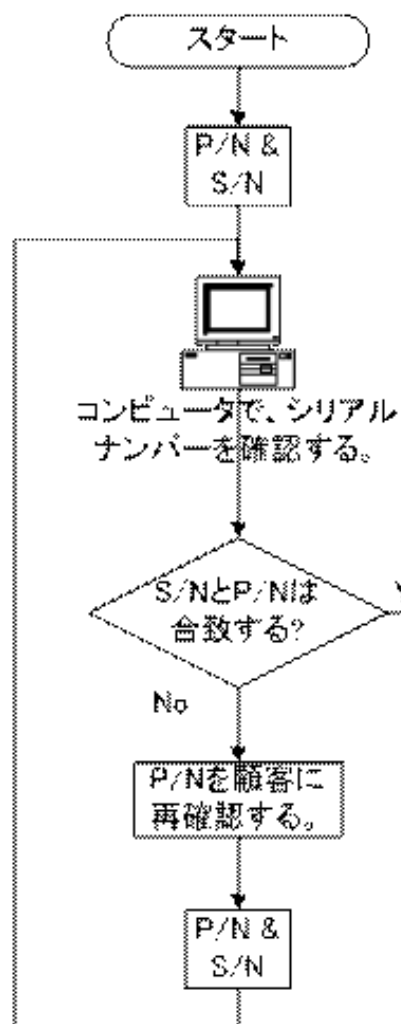 スタート
P/N &
S/N
コンピュータで、シリアル
ナンバーを確認する。
S/NとP/Nは
合致する?
No
P/Nを顧客に
再確認する。
P/N &
S/N